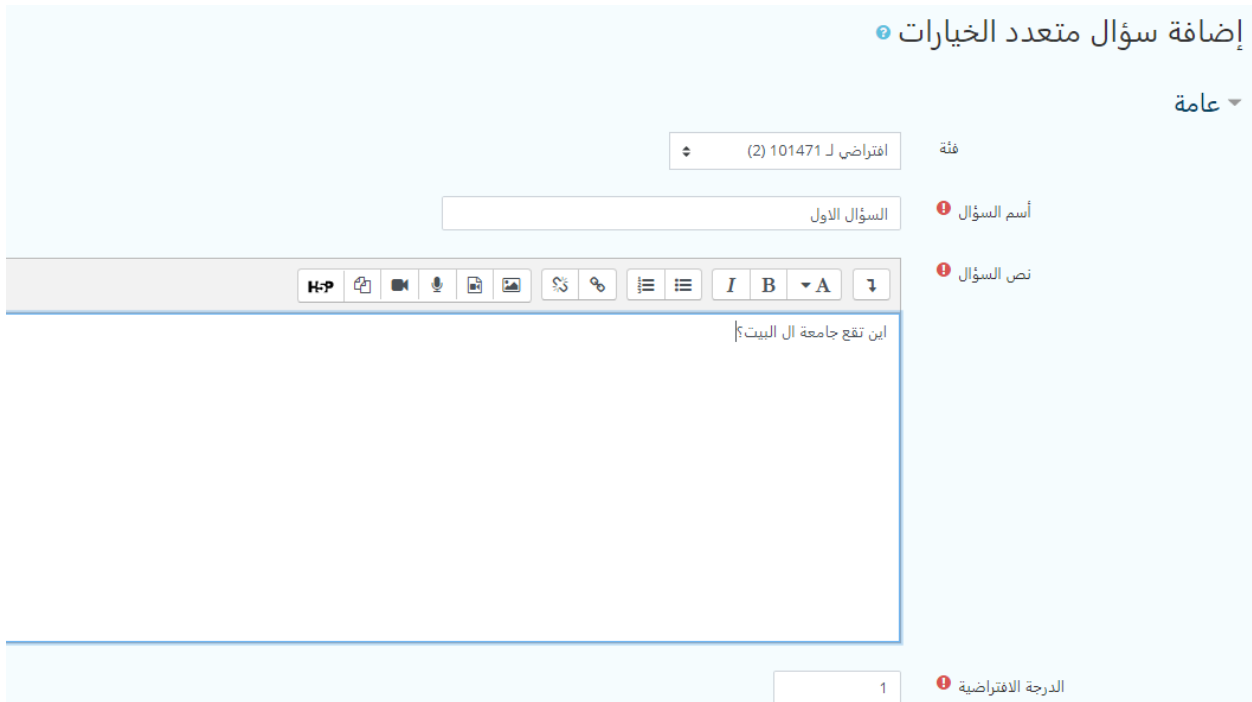 إضافة سؤال متعدد الخيارات
عامة
فئة
افتراضي لـ 101471 (2)
أسم السؤال
السؤال الاول
نص السؤال
A B I H5P
اين تقع جامعة ال البيت؟
الدرجة الافتراضية
1